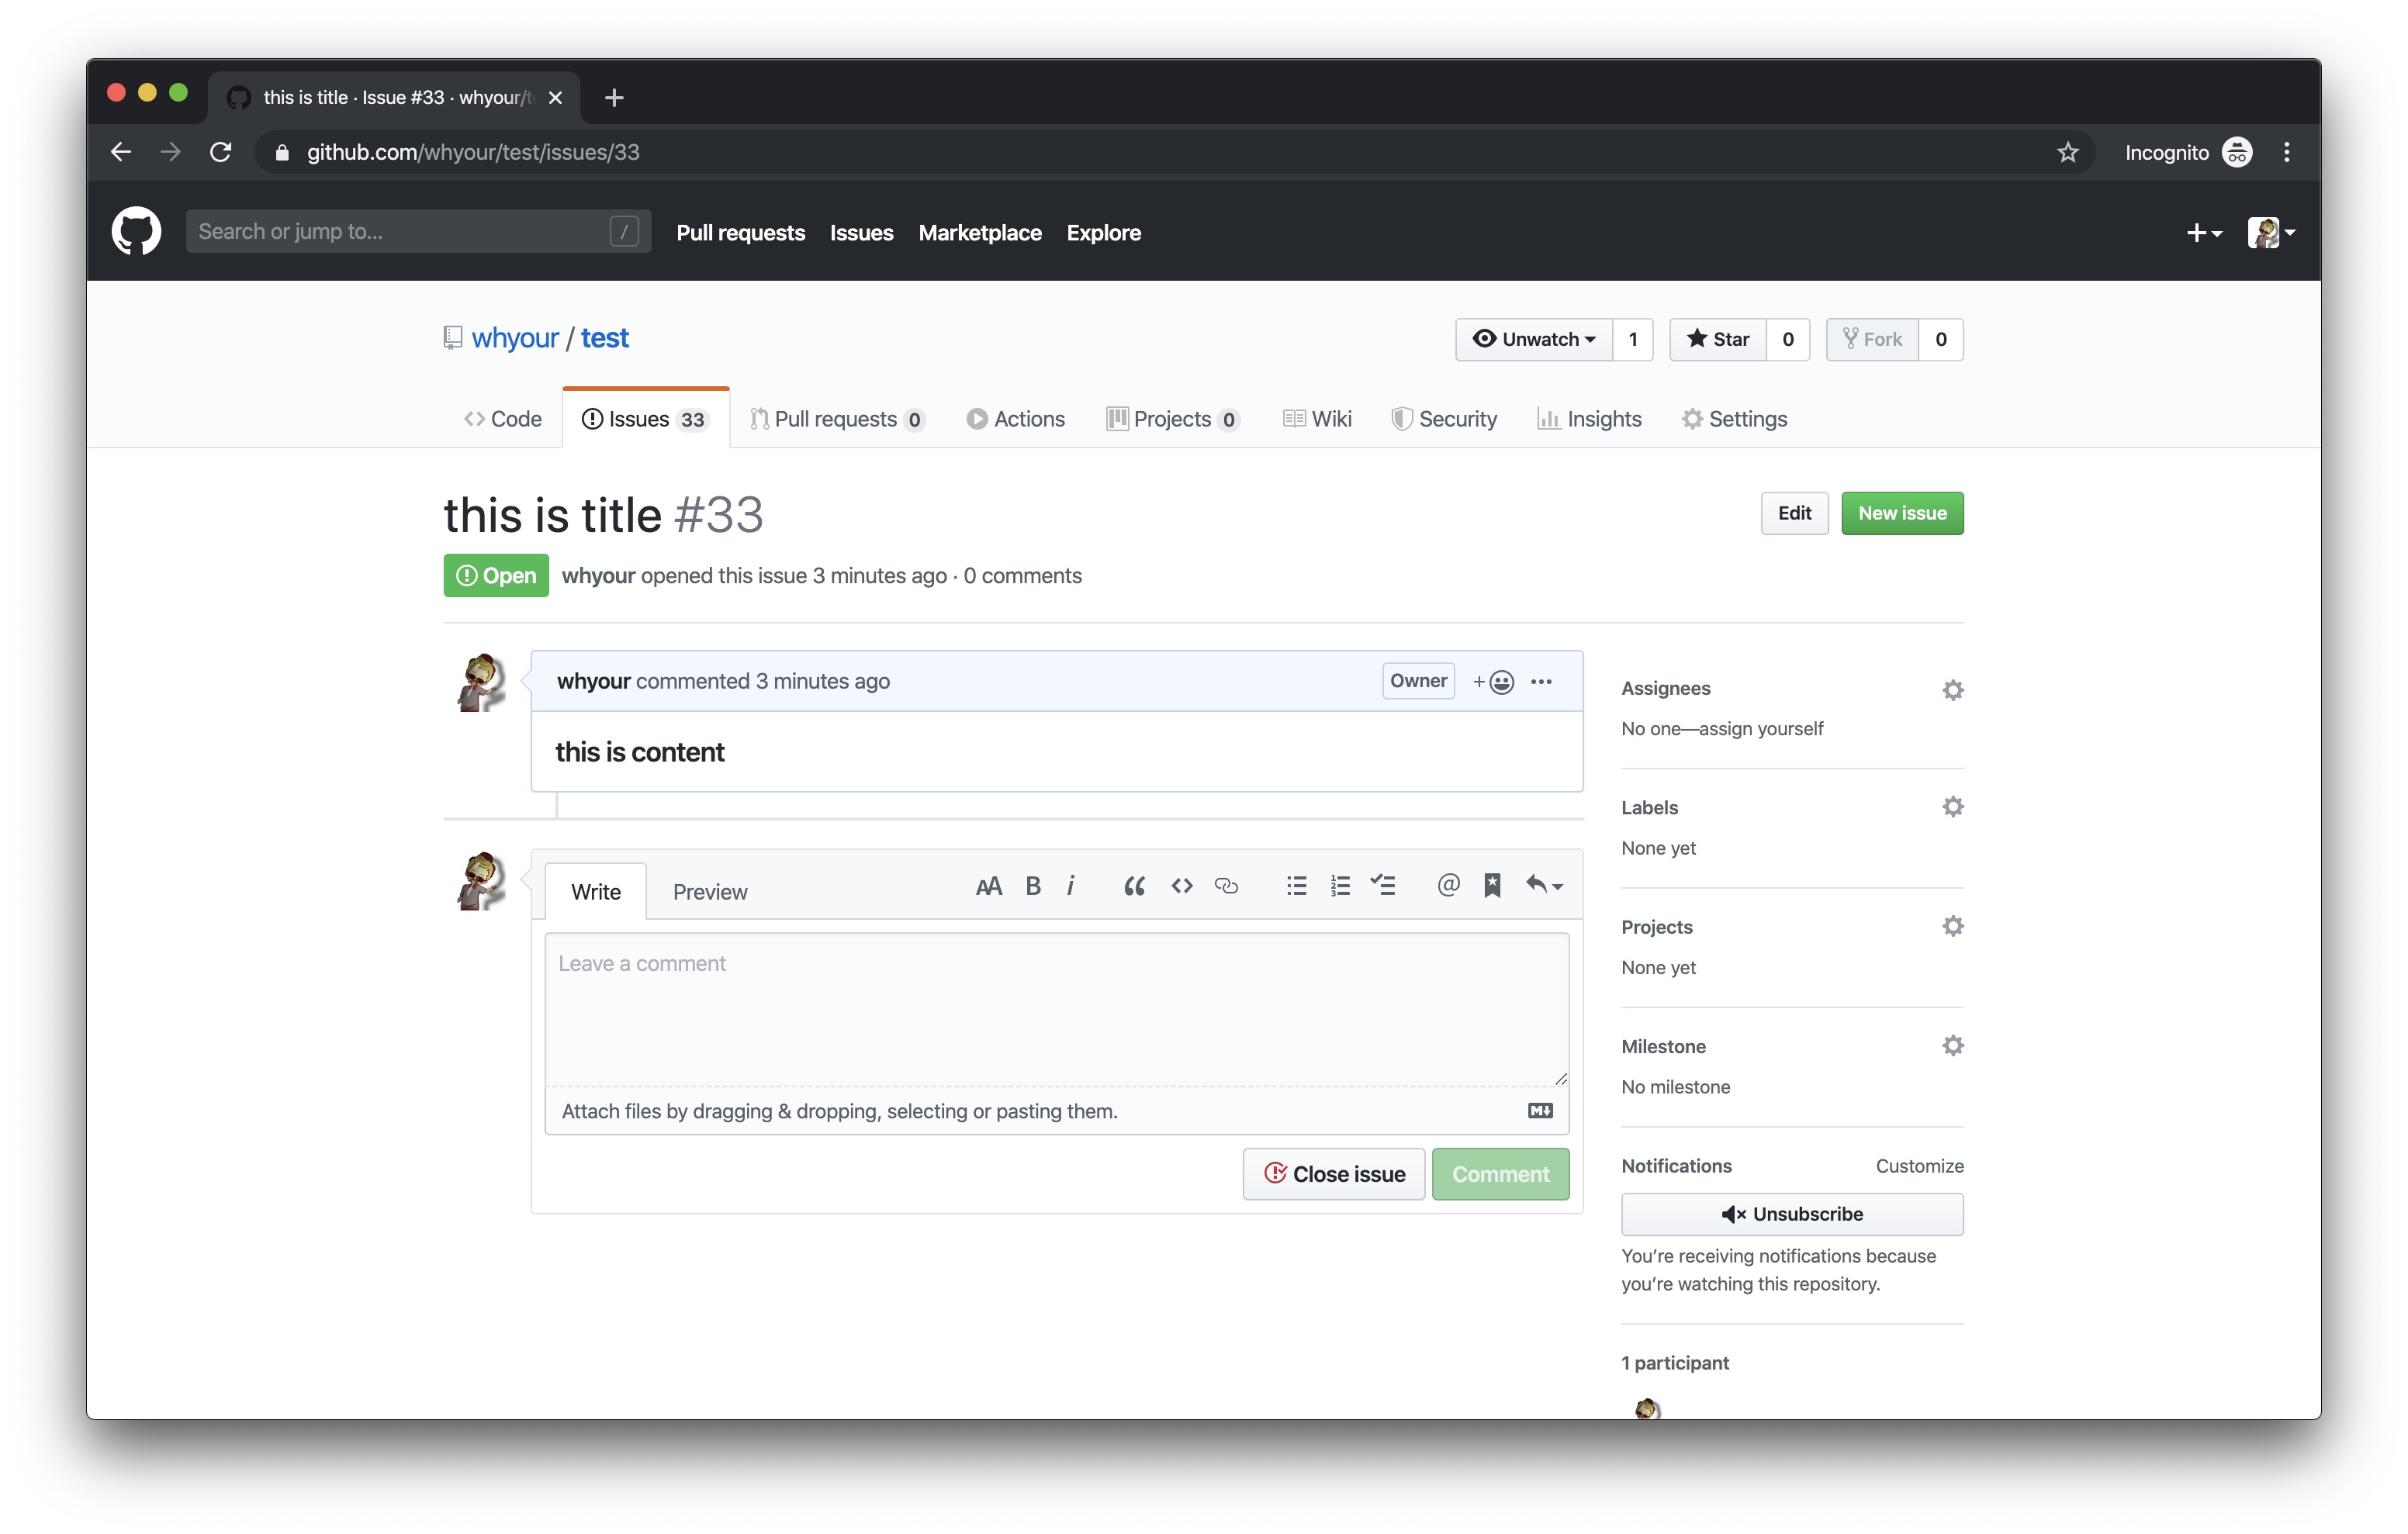 this is title · Issue #33 · whyour/t
github.com/whyour/test/issues/33
Incognito
Search or jump to...
/
Pull requests
Issues
Marketplace
Explore
whyour / test
Unwatch
1
Star
0
Fork
0
Code
Issues 33
Pull requests 0
Actions
Projects 0
Wiki
Security
Insights
Settings
this is title #33
Edit
New issue
Open
whyour opened this issue 3 minutes ago · 0 comments
whyour commented 3 minutes ago
Owner
this is content
Write
Preview
AA
B
i
@
Leave a comment
Attach files by dragging & dropping, selecting or pasting them.
Close issue
Comment
Assignees
No one—assign yourself
Labels
None yet
Projects
None yet
Milestone
No milestone
Notifications
Customize
Unsubscribe
You’re receiving notifications because
you’re watching this repository.
1 participant